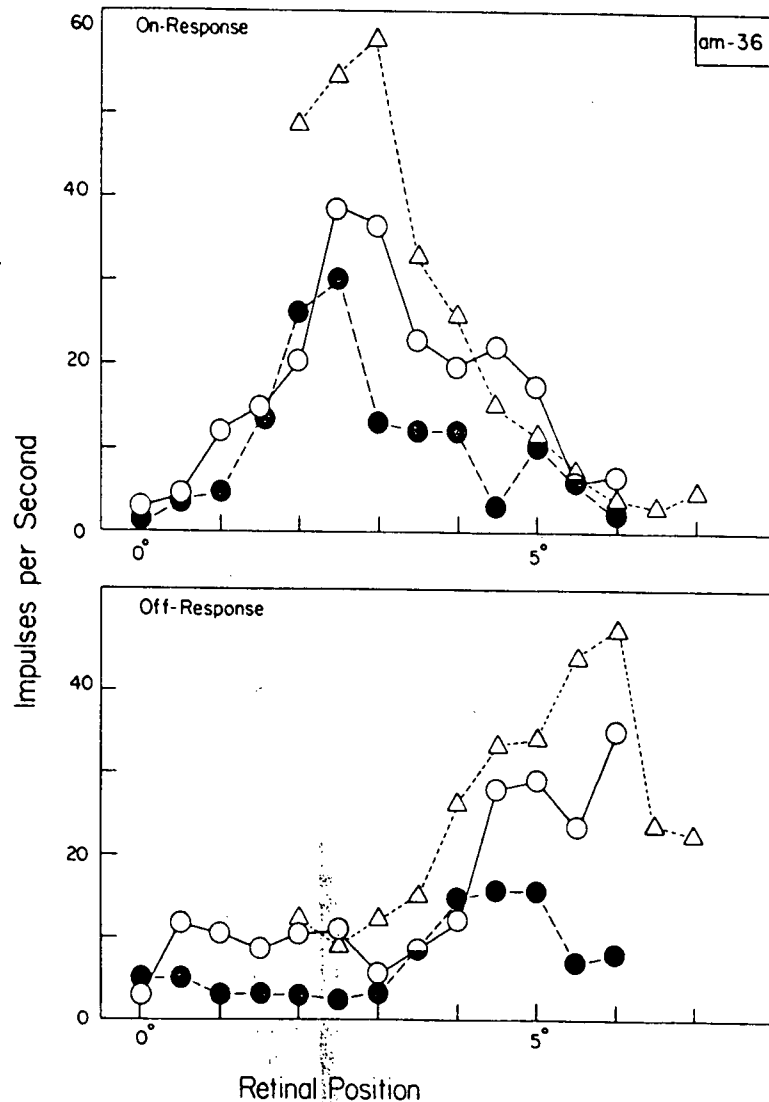 On-Response
am-36
60
40
20
0
0°
5°
Off-Response
40
20
0
0°
5°
Impulses per Second
Retinal Position